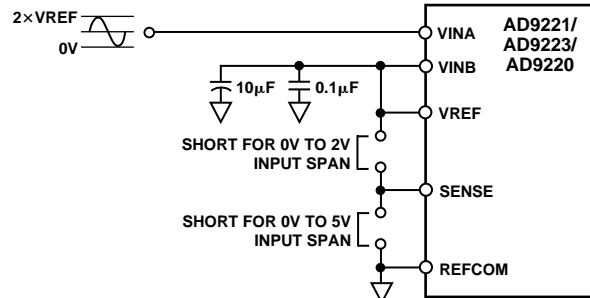 2×VREF
0V
VINA
AD9221/
AD9223/
AD9220
VINB
10µF
0.1µF
VREF
SHORT FOR 0V TO 2V
INPUT SPAN
SENSE
SHORT FOR 0V TO 5V
INPUT SPAN
REFCOM